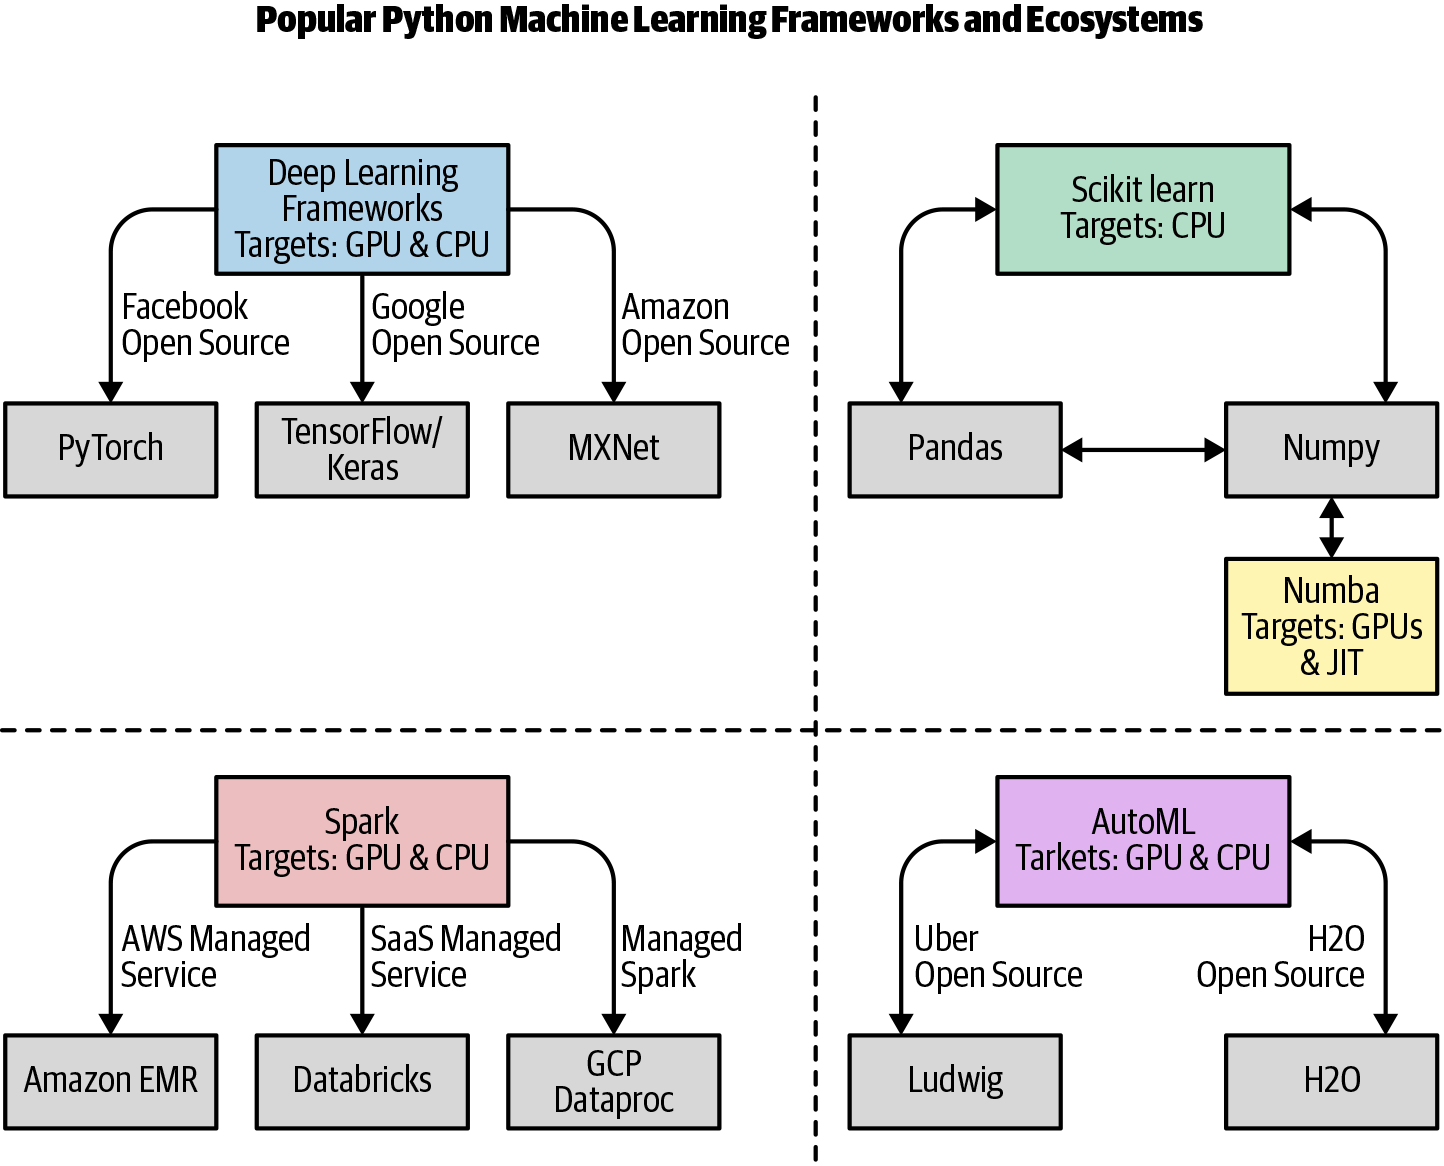 Popular Python Machine Learning Frameworks and Ecosystems
Deep Learning
Frameworks
Targets: GPU & CPU
Facebook
Open Source
Google
Open Source
Amazon
Open Source
PyTorch
TensorFlow/
Keras
MXNet
Scikit learn
Targets: CPU
Pandas
Numpy
Numba
Targets: GPUs
& JIT
Spark
Targets: GPU & CPU
AWS Managed
Service
SaaS Managed
Service
Managed
Spark
Amazon EMR
Databricks
GCP
Dataproc
AutoML
Tarkets: GPU & CPU
Uber
Open Source
H2O
Open Source
Ludwig
H2O